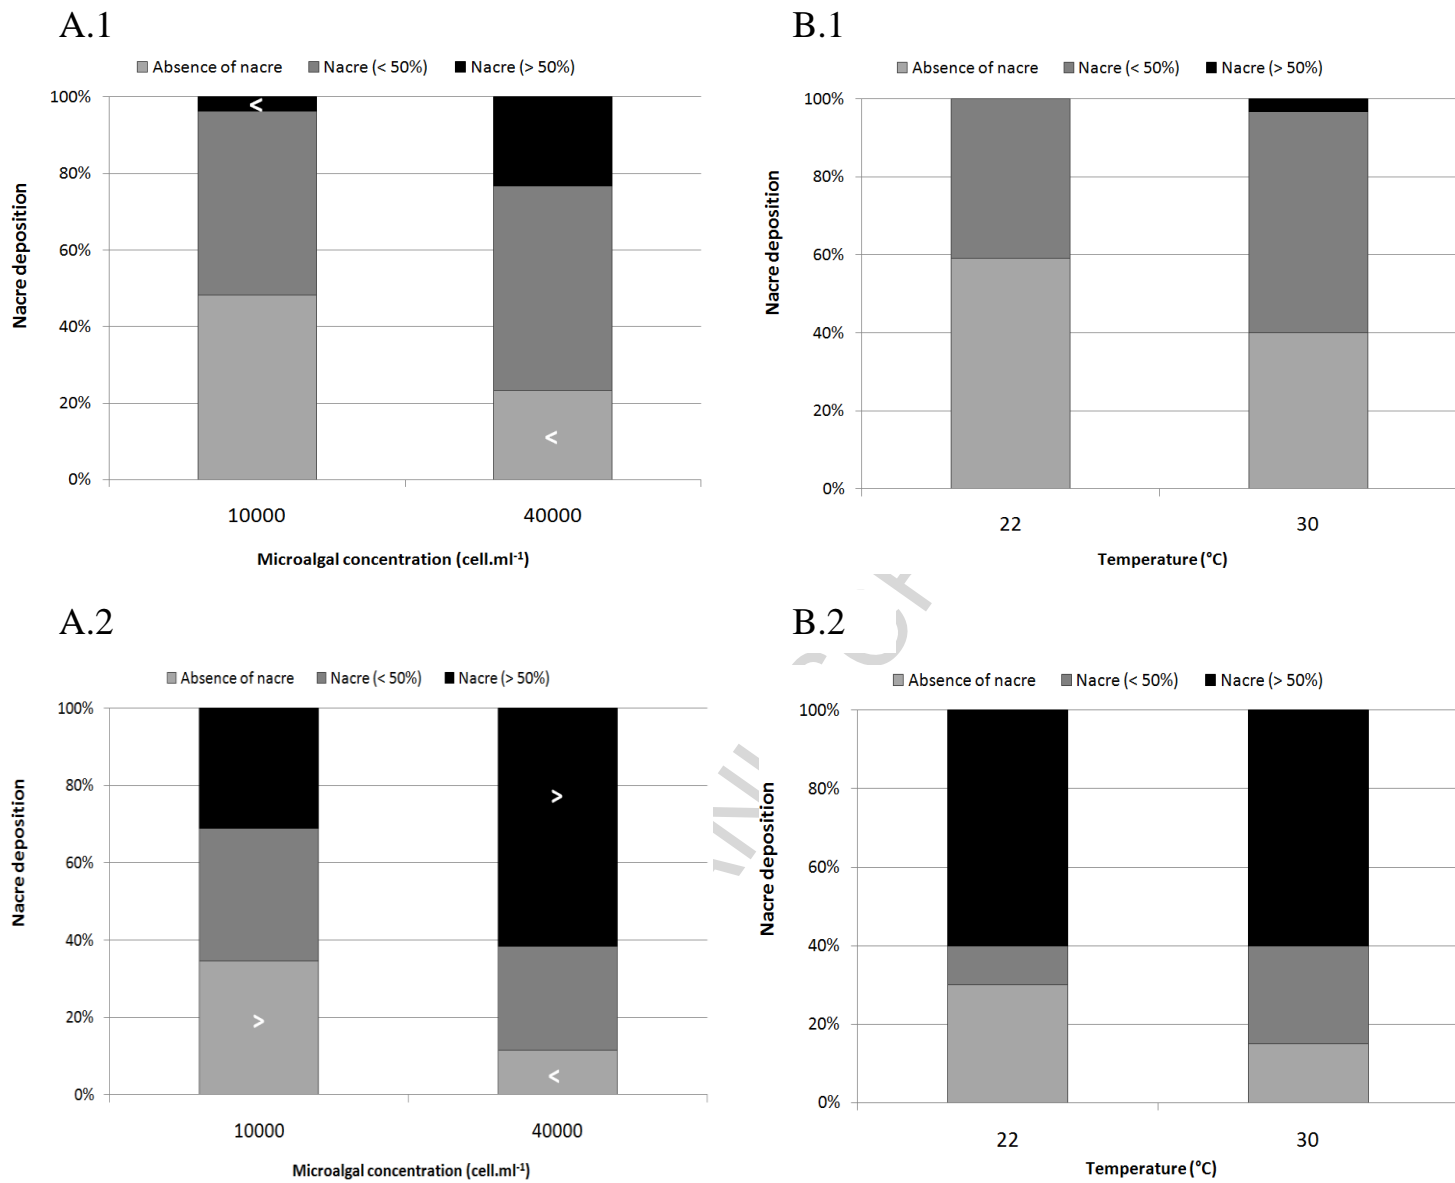 A.1
Absence of nacre Nacre (< 50%) Nacre (> 50%)
100%
80%
60%
40%
20%
0%
Nacre deposition
<
<
10000 40000
Microalgal concentration (cell.ml⁻¹)
B.1
Absence of nacre Nacre (< 50%) Nacre (> 50%)
100%
80%
60%
40%
20%
0%
Nacre deposition
22 30
Temperature (°C)
A.2
Absence of nacre Nacre (< 50%) Nacre (> 50%)
100%
80%
60%
40%
20%
0%
Nacre deposition
>
>
<
10000 40000
Microalgal concentration (cell.ml⁻¹)
B.2
Absence of nacre Nacre (< 50%) Nacre (> 50%)
100%
80%
60%
40%
20%
0%
Nacre deposition
22 30
Temperature (°C)